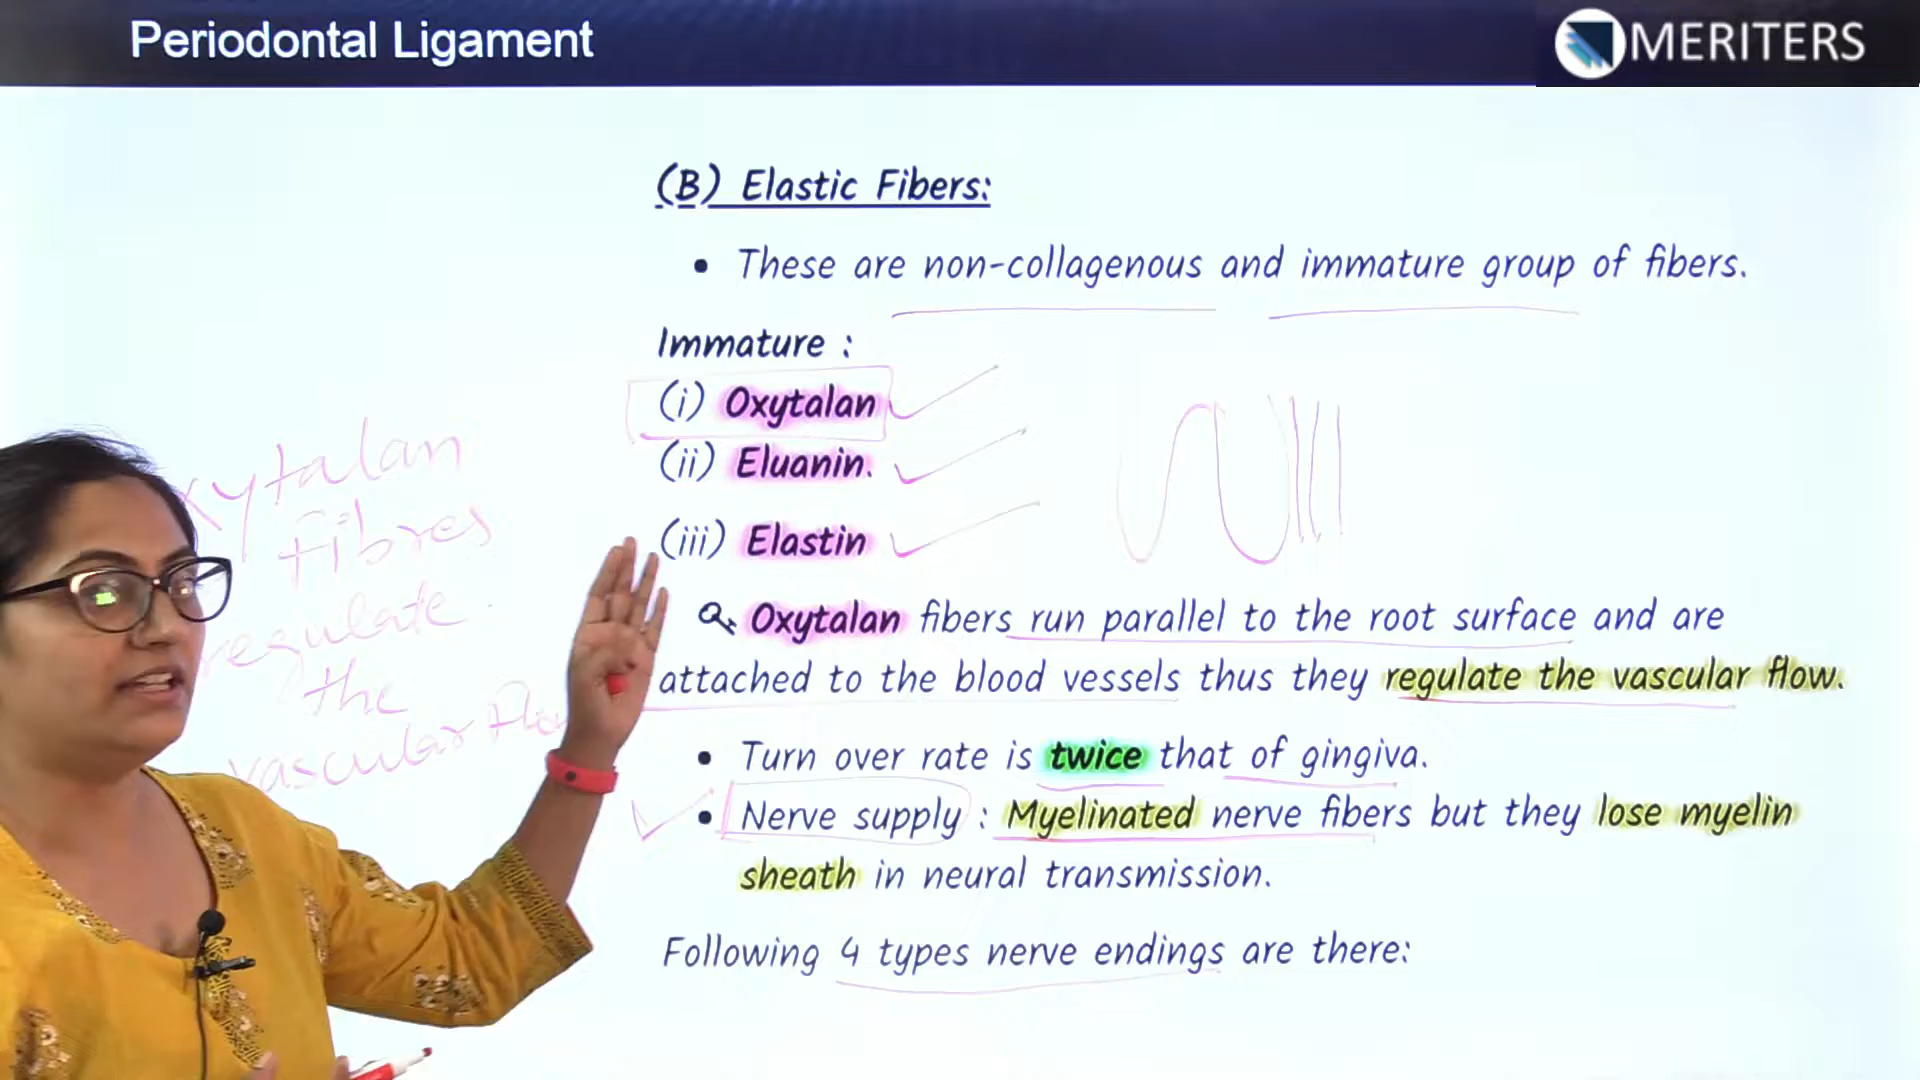 Periodontal Ligament
MERITERS
(B) Elastic Fibers:
• These are non-collagenous and immature group of fibers.
Immature :
(i) Oxytalan
(ii) Eluanin.
(iii) Elastin
Oxytalan fibers run parallel to the root surface and are
attached to the blood vessels thus they regulate the vascular flow.
• Turn over rate is twice that of gingiva.
• Nerve supply : Myelinated nerve fibers but they lose myelin
sheath in neural transmission.
Following 4 types nerve endings are there:
xytalan
fibres
regulate
the
vascular